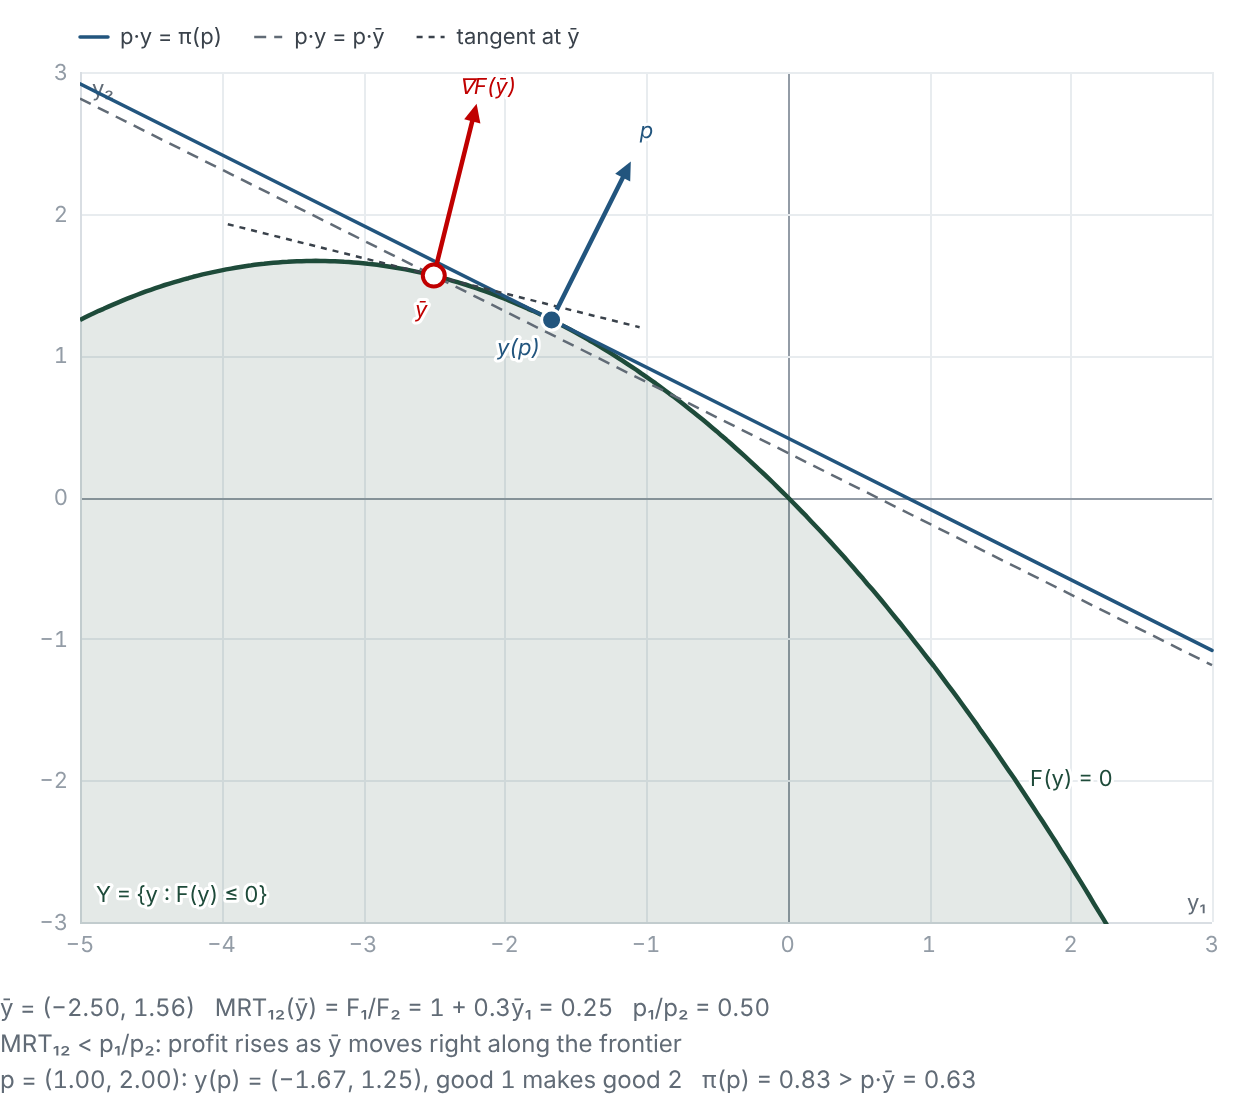 p·y = π(p)   p·y = p·ȳ   tangent at ȳ
3
y₂
∇F(ȳ)
p
2
ȳ
y(p)
1
0
−1
F(y) = 0
−2
Y = {y : F(y) ≤ 0}
y₁
−3
−5 −4 −3 −2 −1 0 1 2 3
ȳ = (−2.50, 1.56)   MRT₁₂(ȳ) = F₁/F₂ = 1 + 0.3ȳ₁ = 0.25   p₁/p₂ = 0.50
MRT₁₂ < p₁/p₂: profit rises as ȳ moves right along the frontier
p = (1.00, 2.00): y(p) = (−1.67, 1.25), good 1 makes good 2   π(p) = 0.83 > p·ȳ = 0.63